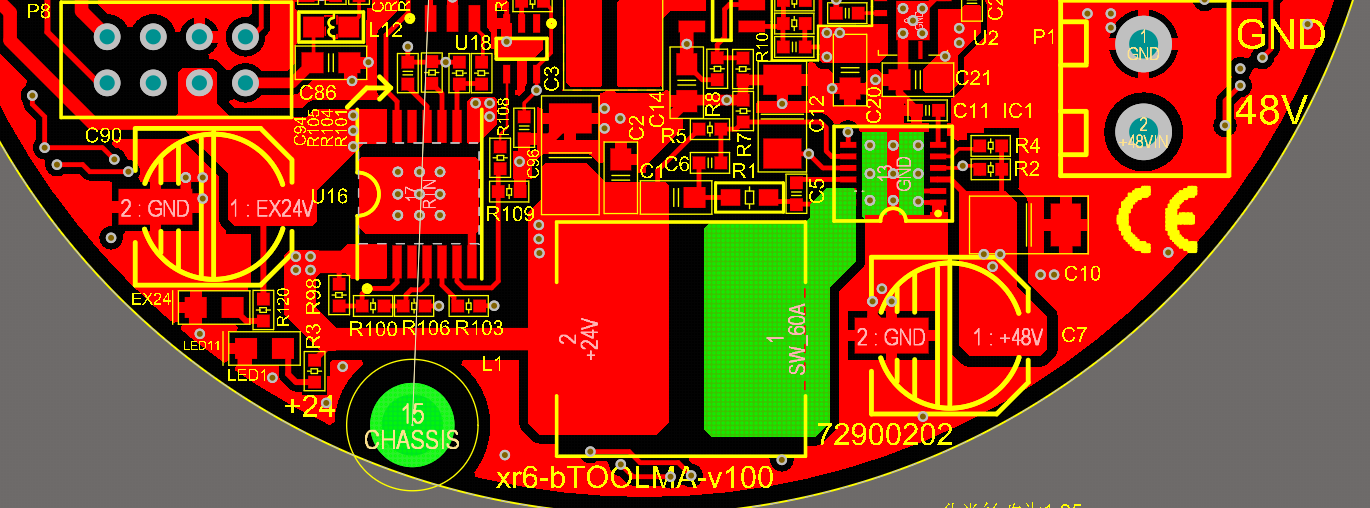 P8
L12
U18
C86
C90
C94
R105
R104
R101
R108
C96
C3
C14
R8
R5
R7
R10
C2
C1
C6
R1
C5
C12
C20
C21
C11 IC1
U2
P1
1
GND
2
+48VIN
GND
48V
R4
R2
13
GND
U16
17
RIN
R109
2 : GND
1 : EX24V
EX24
R120
R98
R100
R106
R103
LED11
LED1
R3
+24
L1
15
CHASSIS
2
+24V
1
SW_60A
2 : GND
1 : +48V
C7
C10
CE
72900202
xr6-bTOOLMA-v100